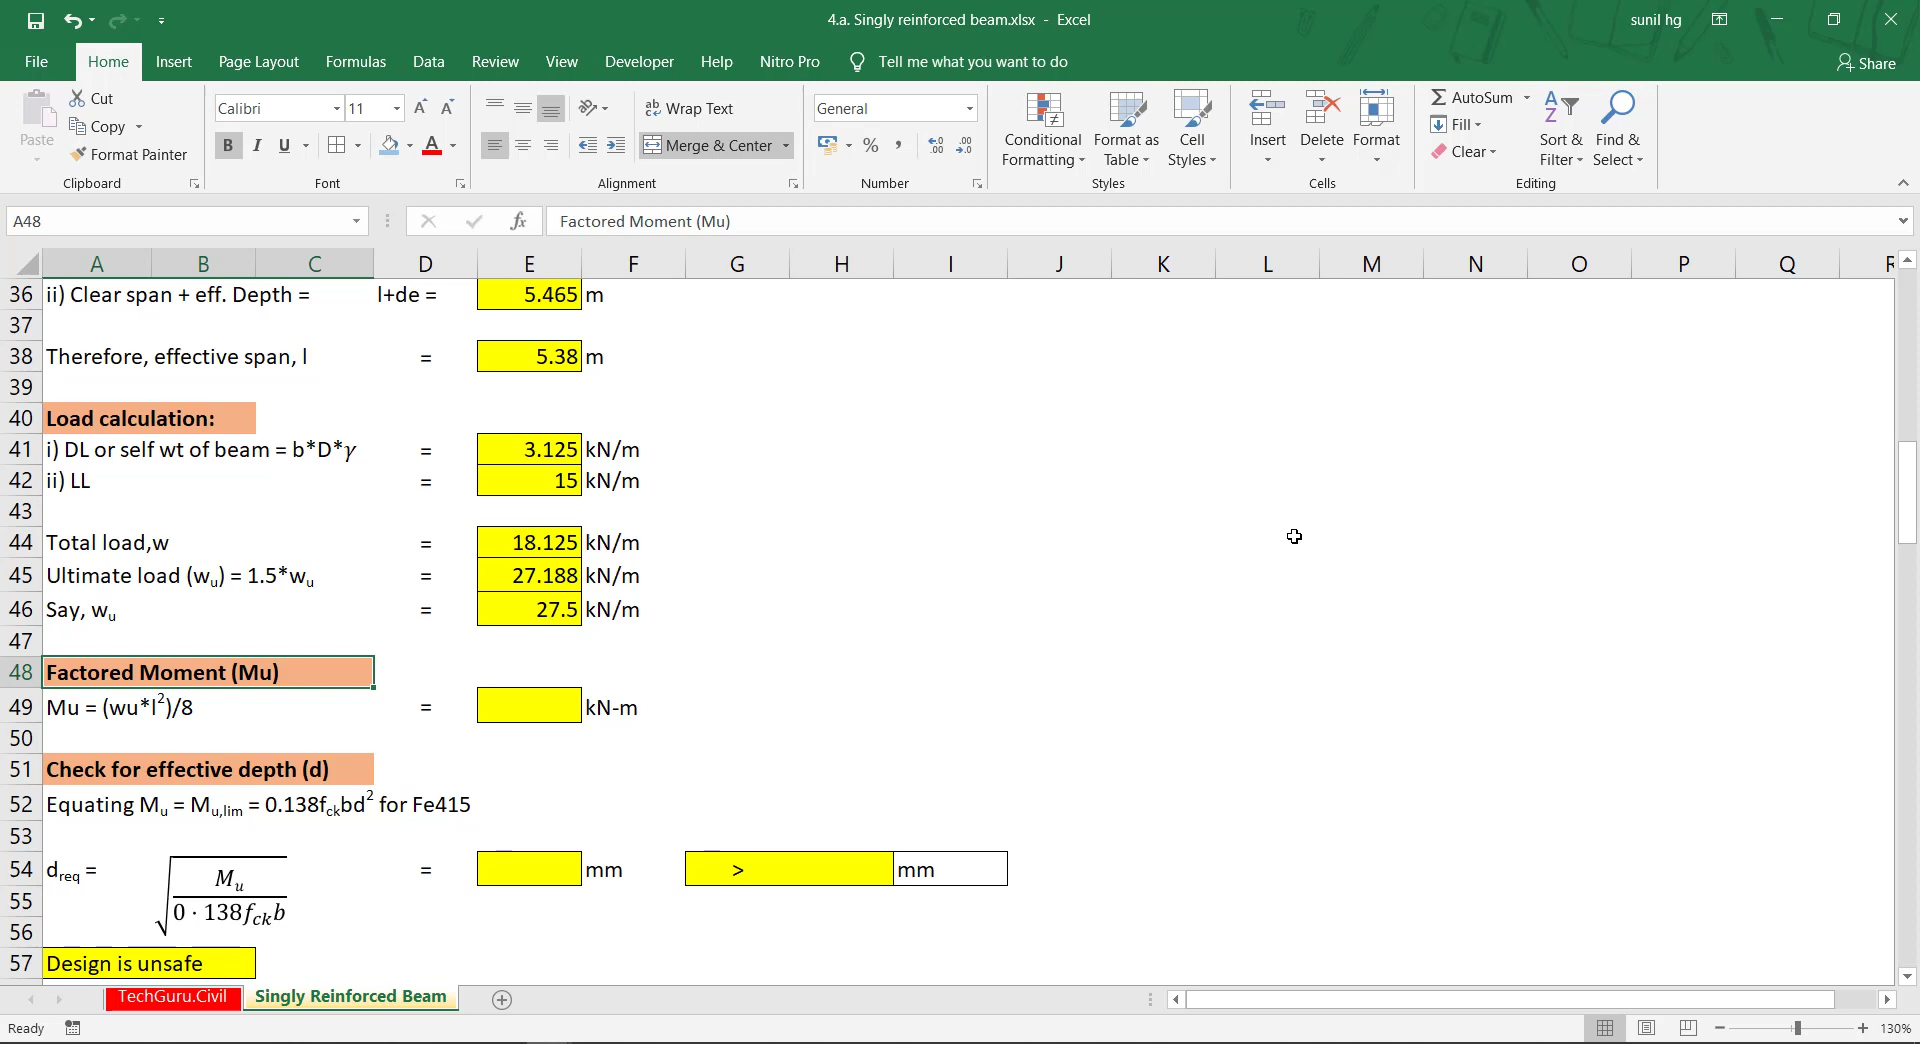 4.a. Singly reinforced beam.xlsx - Excel
sunil hg
File Home Insert Page Layout Formulas Data Review View Developer Help Nitro Pro Tell me what you want to do Share
Paste
Cut
Copy
Format Painter
Clipboard
Calibri 11
B I U
Font
Wrap Text
Merge & Center
Alignment
General
%
Number
Conditional Formatting
Format as Table
Cell Styles
Styles
Insert
Delete
Format
Cells
AutoSum
Fill
Clear
Sort & Filter
Find & Select
Editing
A48 fx Factored Moment (Mu)
A B C D E F G H I J K L M N O P Q R
36 ii) Clear span + eff. Depth = l+de = 5.465 m
37
38 Therefore, effective span, l = 5.38 m
39
40 Load calculation:
41 i) DL or self wt of beam = b*D*γ = 3.125 kN/m
42 ii) LL = 15 kN/m
43
44 Total load,w = 18.125 kN/m
45 Ultimate load (wu) = 1.5*wu = 27.188 kN/m
46 Say, wu = 27.5 kN/m
47
48 Factored Moment (Mu)
49 Mu = (wu*l²)/8 = kN-m
50
51 Check for effective depth (d)
52 Equating Mu = Mu,lim = 0.138fckbd² for Fe415
53
54 dreq = √(Mu / 0·138fckb) = mm > mm
55
56
57 Design is unsafe
TechGuru.Civil Singly Reinforced Beam
Ready 130%